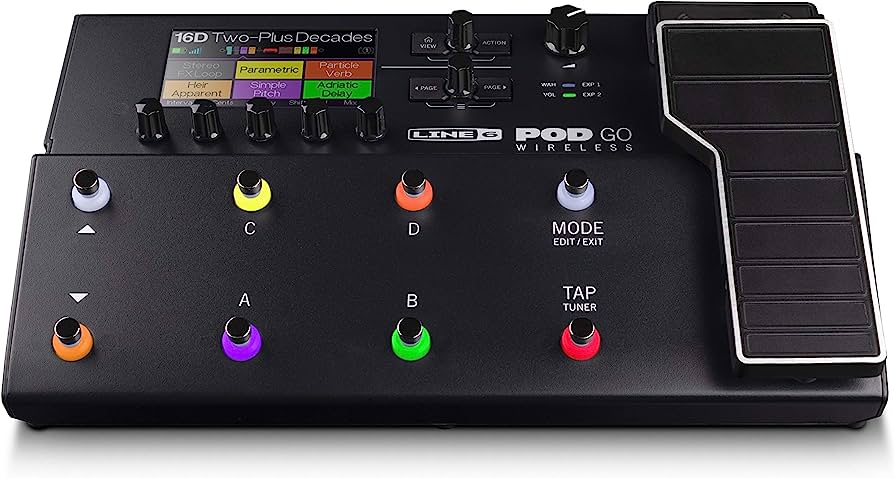 16D Two-Plus Decades
VIEW
ACTION
Stereo FX Loop
Parametric
Particle Verb
Heir Apparent
Simple Pitch
Adriatic Delay
Mix
PAGE
PAGE
WAH EXP 1
VOL EXP 2
LINE 6 POD GO
WIRELESS
C
D
MODE
EDIT / EXIT
A
B
TAP
TUNER